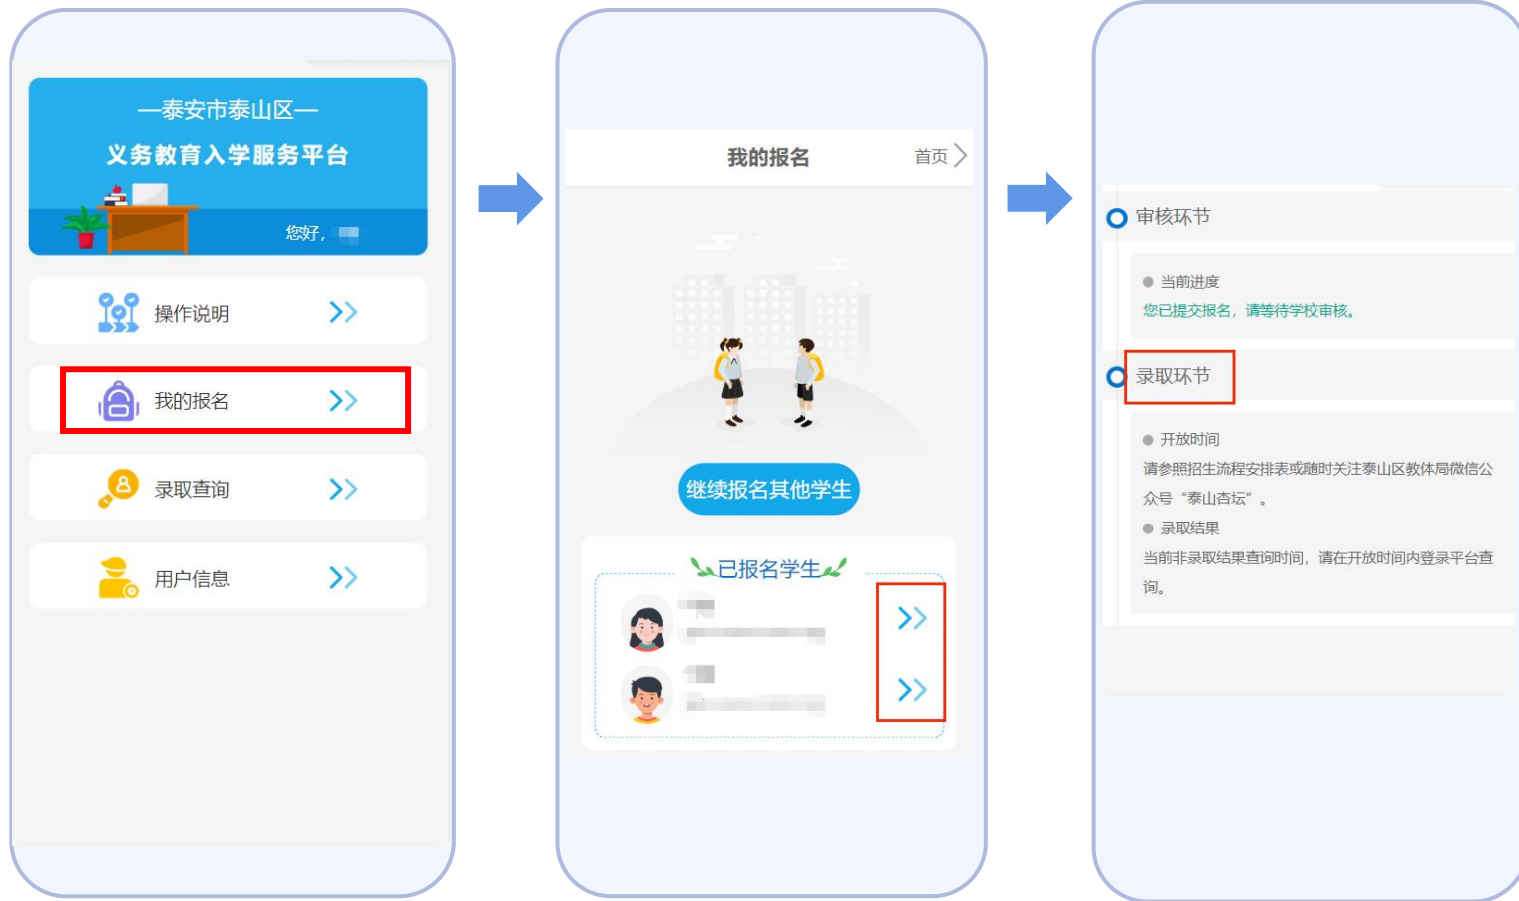 —泰安市泰山区—
义务教育入学服务平台
您好，
操作说明
我的报名
录取查询
用户信息
我的报名
首页
继续报名其他学生
已报名学生
审核环节
当前进度
您已提交报名，请等待学校审核。
录取环节
开放时间
请参照招生流程安排表或随时关注泰山区教体局微信公
众号“泰山杏坛”。
录取结果
当前非录取结果查询时间，请在开放时间内登录平台查
询。